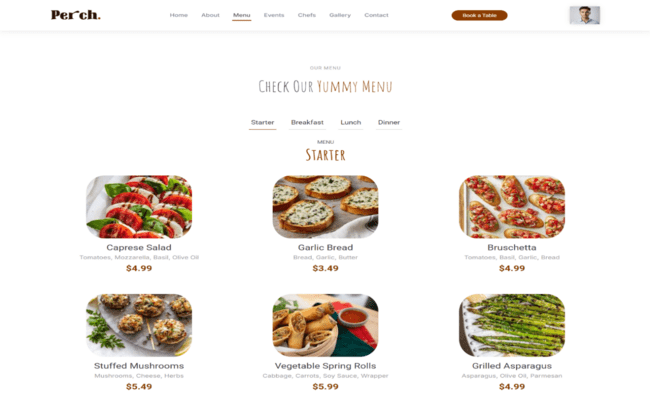 Perch.
Home About Menu Events Chefs Gallery Contact
Book a Table
OUR MENU
Check Our Yummy Menu
Starter Breakfast Lunch Dinner
MENU
Starter
Caprese Salad Garlic Bread Bruschetta
Tomatoes, Mozzarella, Basil, Olive Oil Bread, Garlic, Butter Tomatoes, Basil, Garlic, Bread
$4.99 $3.49 $4.99
Stuffed Mushrooms Vegetable Spring Rolls Grilled Asparagus
Mushrooms, Cheese, Herbs Cabbage, Carrots, Soy Sauce, Wrapper Asparagus, Olive Oil, Parmesan
$5.49 $5.99 $4.99